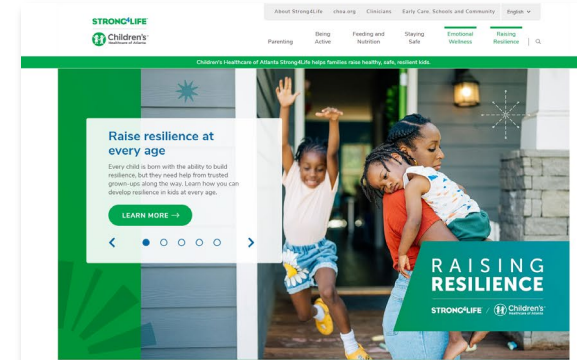 About Strong4Life choa.org Clinicians Early Care, Schools and Community English
STRONG4LIFE
Children's
Healthcare of Atlanta
Parenting
Being
Active
Feeding and
Nutrition
Staying
Safe
Emotional
Wellness
Raising
Resilience
Children's Healthcare of Atlanta Strong4Life helps families raise healthy, safe, resilient kids.
Raise resilience at
every age
Every child is born with the ability to build
resilience, but they need help from trusted
grown-ups along the way. Learn how you can
develop resilience in kids at every age.
LEARN MORE →
RAISING
RESILIENCE
STRONG4LIFE / Children's
Healthcare of Atlanta